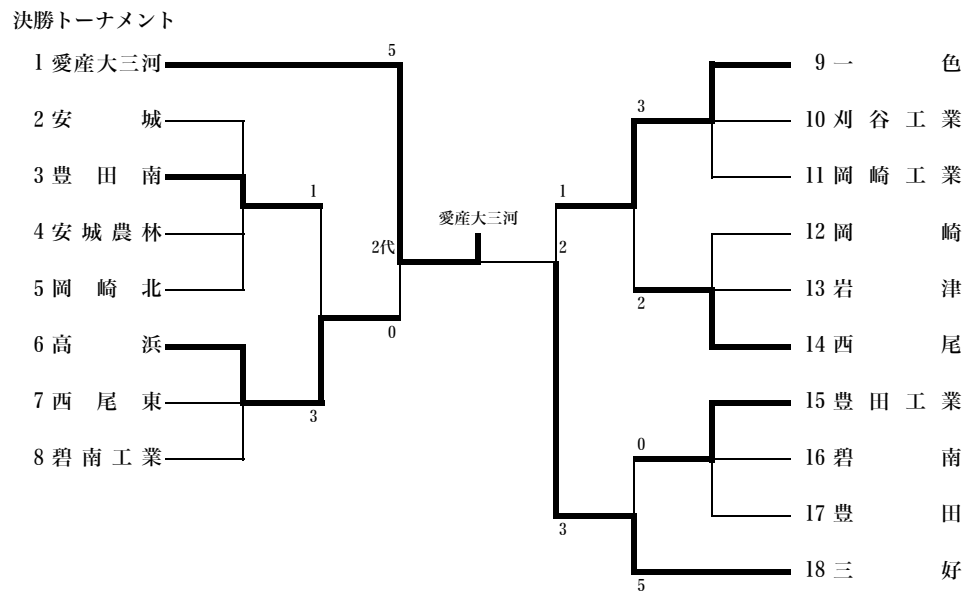 決勝トーナメント
1 愛産大三河
2 安城
3 豊田南
4 安城農林
5 岡崎北
6 高浜
7 西尾東
8 碧南工業
5
1
2代
0
3
愛産大三河
3
1
2
2
0
3
5
9 一色
10 刈谷工業
11 岡崎工業
12 岡崎
13 岩津
14 西尾
15 豊田工業
16 碧南
17 豊田
18 三好